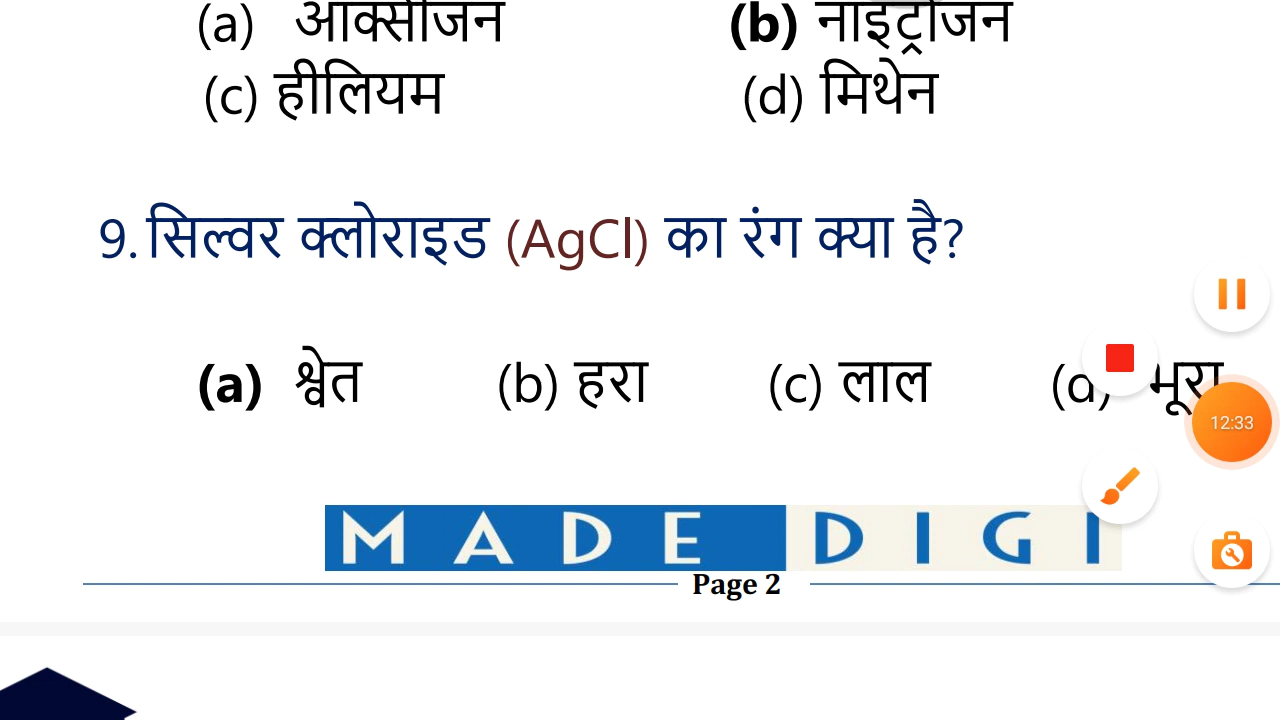 (a) आक्सीजन (b) नाइट्रोजन
(c) हीलियम (d) मिथेन
9. सिल्वर क्लोराइड (AgCl) का रंग क्या है?
(a) श्वेत (b) हरा (c) लाल (d) भूरा
12:33
MADE DIGI
Page 2